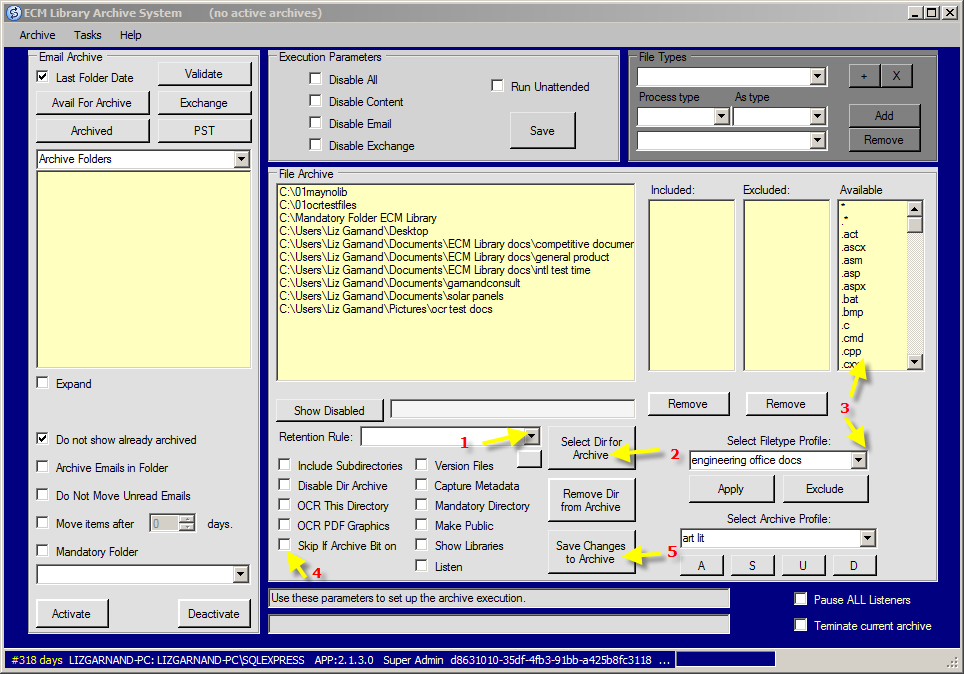 ECM Library Archive System (no active archives)
Archive Tasks Help
Email Archive
Last Folder Date
Validate
Avail For Archive
Exchange
Archived
PST
Archive Folders
Expand
Do not show already archived
Archive Emails in Folder
Do Not Move Unread Emails
Move items after 0 days.
Mandatory Folder
Activate
Deactivate
Execution Parameters
Disable All
Disable Content
Disable Email
Disable Exchange
Run Unattended
Save
File Types
+ X
Process type As type
Add
Remove
File Archive
C:\01maynolib
C:\01ocrtestfiles
C:\Mandatory Folder ECM Library
C:\Users\Liz Garnand\Desktop
C:\Users\Liz Garnand\Documents\ECM Library docs\competitive documer
C:\Users\Liz Garnand\Documents\ECM Library docs\general product
C:\Users\Liz Garnand\Documents\ECM Library docs\intl test time
C:\Users\Liz Garnand\Documents\garnandconsult
C:\Users\Liz Garnand\Documents\solar panels
C:\Users\Liz Garnand\Pictures\ocr test docs
Included:
Excluded:
Available
*
.*
.act
.ascx
.asm
.asp
.aspx
.bat
.bmp
.c
.cmd
.cpp
.cxx
Show Disabled
Remove
Remove
3
Retention Rule:
1
Select Dir for Archive
2
Select Filetype Profile:
engineering office docs
Apply
Exclude
Include Subdirectories
Version Files
Disable Dir Archive
Capture Metadata
OCR This Directory
Mandatory Directory
OCR PDF Graphics
Make Public
Skip If Archive Bit on
Show Libraries
4
Listen
Remove Dir from Archive
Save Changes to Archive
5
Select Archive Profile:
art lit
A S U D
Use these parameters to set up the archive execution.
Pause ALL Listeners
Teminate current archive
#318 days LIZGARNAND-PC: LIZGARNAND-PC\SQLEXPRESS APP:2.1.3.0 Super Admin d8631010-35df-4fb3-91bb-a425b8fc3118 ...